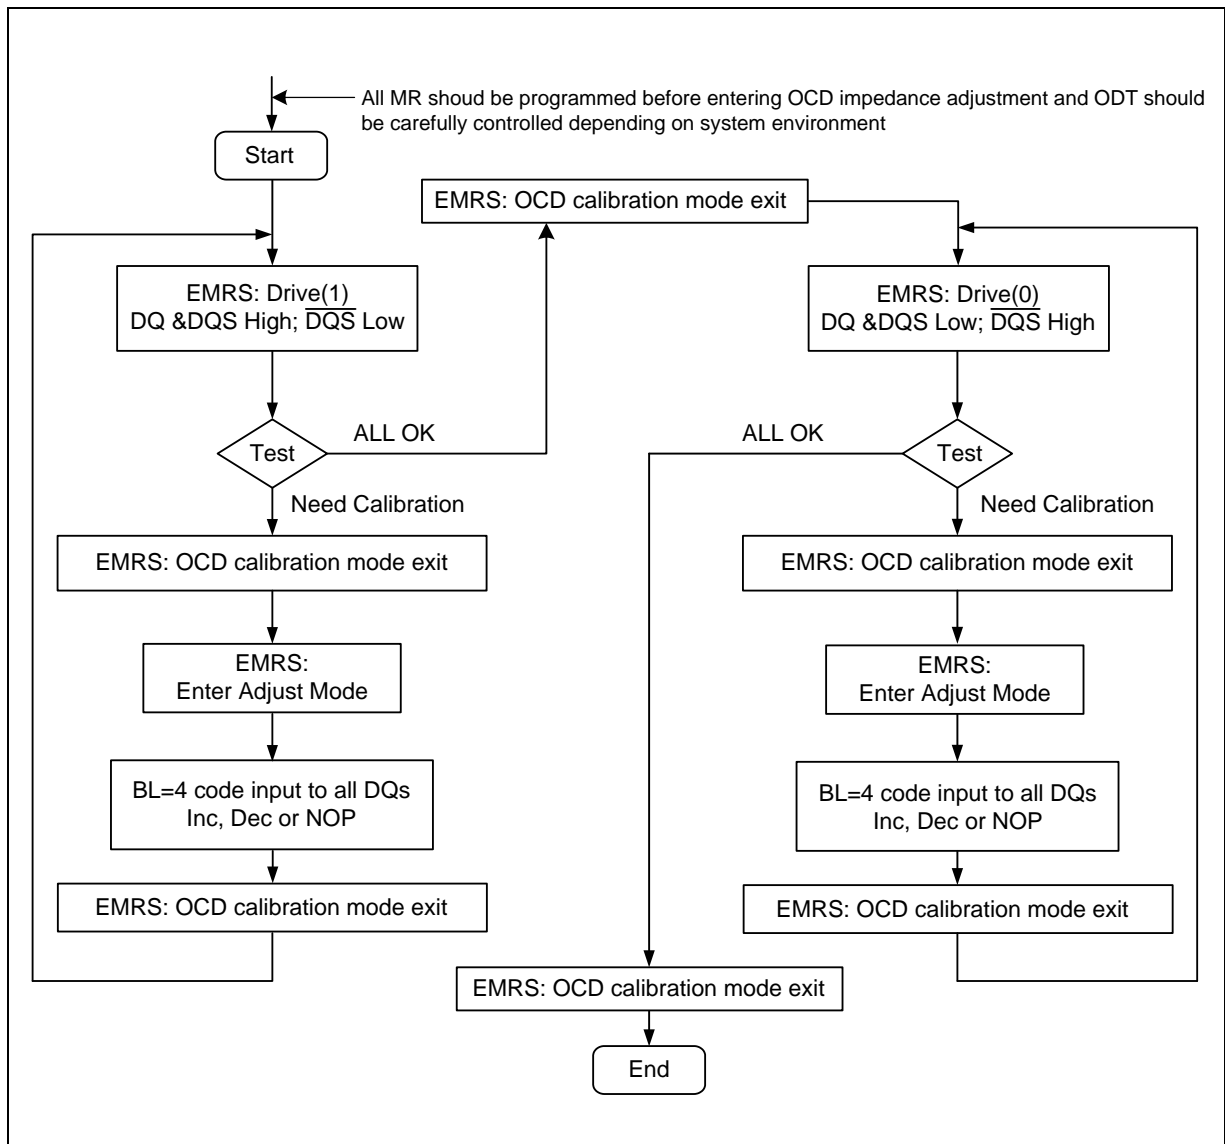 All MR shoud be programmed before entering OCD impedance adjustment and ODT should
be carefully controlled depending on system environment
Start
EMRS: OCD calibration mode exit
EMRS: Drive(1)
DQ &DQS High; D̅Q̅S̅ Low
Test
ALL OK
Need Calibration
EMRS: OCD calibration mode exit
EMRS:
Enter Adjust Mode
BL=4 code input to all DQs
Inc, Dec or NOP
EMRS: OCD calibration mode exit
EMRS: Drive(0)
DQ &DQS Low; D̅Q̅S̅ High
ALL OK
Test
Need Calibration
EMRS: OCD calibration mode exit
EMRS:
Enter Adjust Mode
BL=4 code input to all DQs
Inc, Dec or NOP
EMRS: OCD calibration mode exit
EMRS: OCD calibration mode exit
End